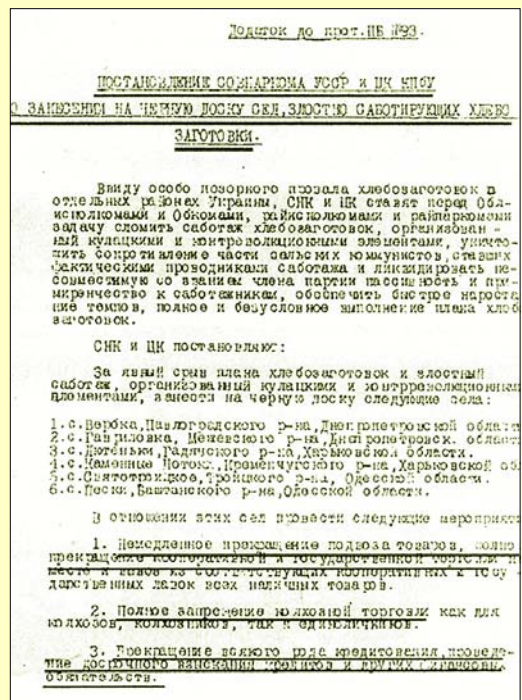 Додаток до прот.ПБ №93.
ПОСТАНОВЛЕНИЕ СОВНАРКОМА УССР и ЦК КПбУ
О ЗАНЕСЕНИИ НА ЧЕРНУЮ ДОСКУ СЕЛ, ЗЛОСТНО САБОТИРУЮЩИХ ХЛЕБО
ЗАГОТОВКИ.
Ввиду особо позорного провала хлебозаготовок в
отдельных районах Украины, СНК и ЦК ставят перед Обл-
исполкомами и Обкомами, райисполкомами и райпаркомами
задачу сломить саботаж хлебозаготовок, организован-
ный кулацкими и контрреволюционными элементами, уничто-
жить сопротивление части сельских коммунистов, ставших
фактическими проводниками саботажа и ликвидировать не-
совместимую со званием члена партии пассивность и при-
миренчество к саботажникам, обеспечить быстрое нараста
ние темпов, полное и безусловное выполнение плана хлебо
заготовок.
СНК и ЦК постановляют:
За явный срыв плана хлебозаготовок и злостный
саботаж, организованный кулацкими и контрреволюционным
элементами, занести на черную доску следующие села:
1.с.Вербка, Павлоградского р-на, Днепропетровской област
2.с.Гавриловка, Межевского р-на, Днепропетровск. област
3.с.Лютеньки, Гадячского р-на, Харьковской области.
4.с.Каменные Потоки, Кременчугского р-на, Харьковской об
5.с.Святотроицкое, Троицкого р-на, Одесской области.
6.с.Пески, Баштанского р-на, Одесской области.
В отношении этих сел провести следующие мероприят
1. Немедленное прекращение подвоза товаров, полно
прекращение кооперативной и государственной торговли н
месте и вывоз из соответствующих кооперативных и госу
дарственных лавок всех наличных товаров.
2. Полное запрещение колхозной торговли как для
колхозов, колхозников, так и единоличников.
3. Прекращение всякого рода кредитования, проведе-
ние досрочного взыскания кредитов и других финансовых
обязательств.